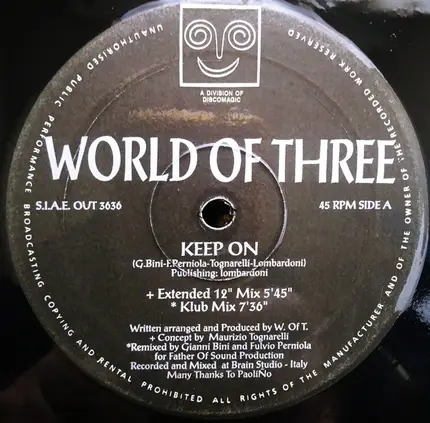 A DIVISION OF
DISCOMAGIC
WORLD OF THREE
S.I.A.E. OUT 3636
45 RPM SIDE A
KEEP ON
(G.Bini-F.Perniola-Tognarelli-Lombardoni)
Publishing: lombardoni
+ Extended 12" Mix 5'45"
* Klub Mix 7'36"
Written arranged and Produced by W. Of T.
+ Concept by Maurizio Tognarelli
*Remixed by Gianni Bini and Fulvio Perniola
for Father Of Sound Production
Recorded and Mixed at Brain Studio - Italy
Many Thanks To PaoliNo
UNAUTHORISED PUBLIC PERFORMANCE BROADCASTING COPYING AND RENTAL PROHIBITED ALL RIGHTS OF THE MANUFACTURER AND OF THE OWNER OF THE RECORDED WORK RESERVED